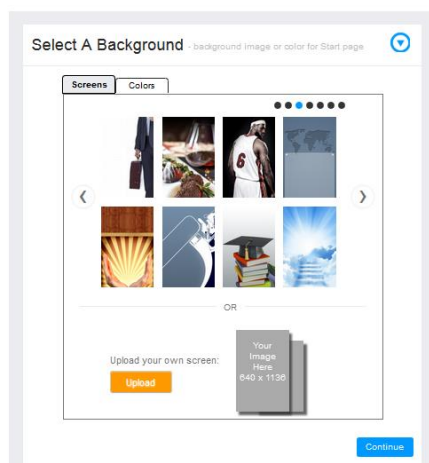 Select A Background - background image or color for Start page
Screens Colors
6
OR
Upload your own screen:
Upload
Your
Image
Here
640 x 1136
Continue